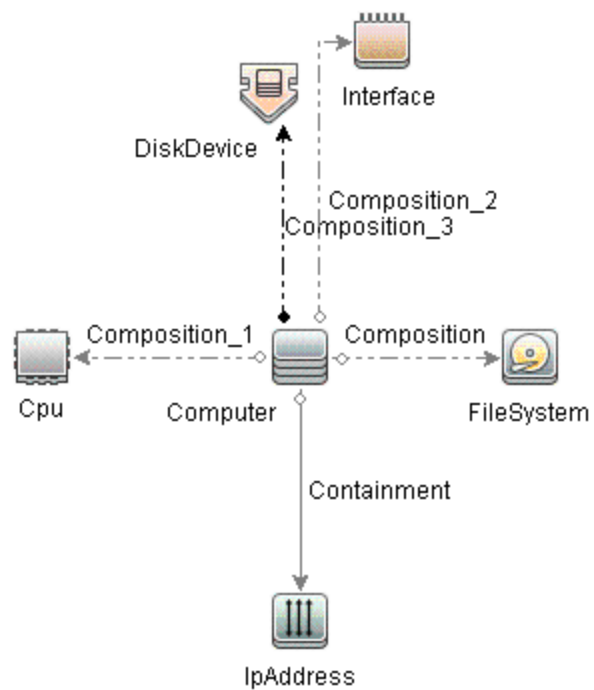 Interface
DiskDevice
Composition_2
Composition_3
Composition_1
Composition
Cpu
Computer
FileSystem
Containment
IpAddress